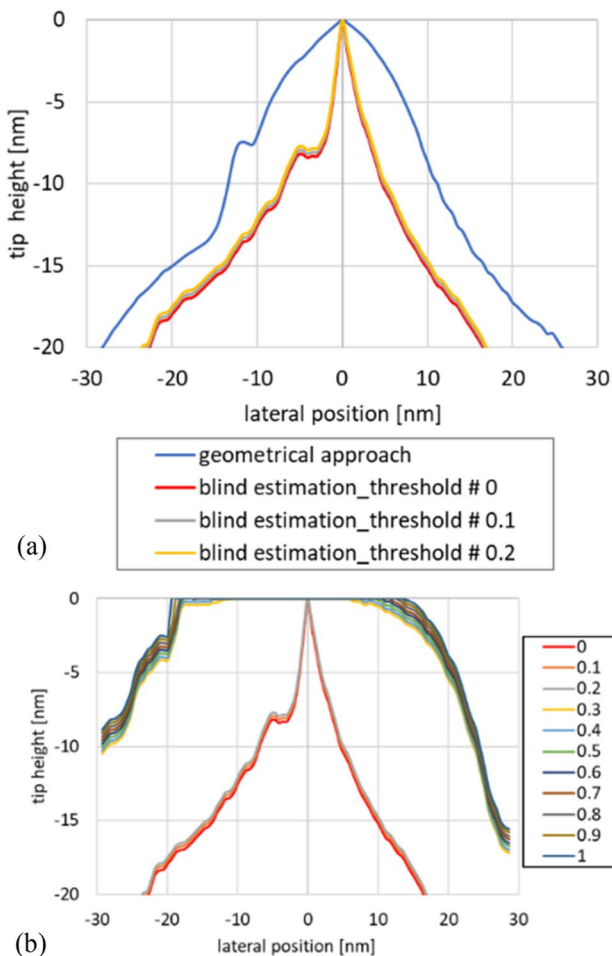 0
-5
-10
-15
-20
tip height [nm]
-30 -20 -10 0 10 20 30
lateral position [nm]
geometrical approach
blind estimation_threshold # 0
blind estimation_threshold # 0.1
blind estimation_threshold # 0.2
(a)
0
-5
-10
-15
-20
tip height [nm]
-30 -20 -10 0 10 20 30
lateral position [nm]
0
0.1
0.2
0.3
0.4
0.5
0.6
0.7
0.8
0.9
1
(b)